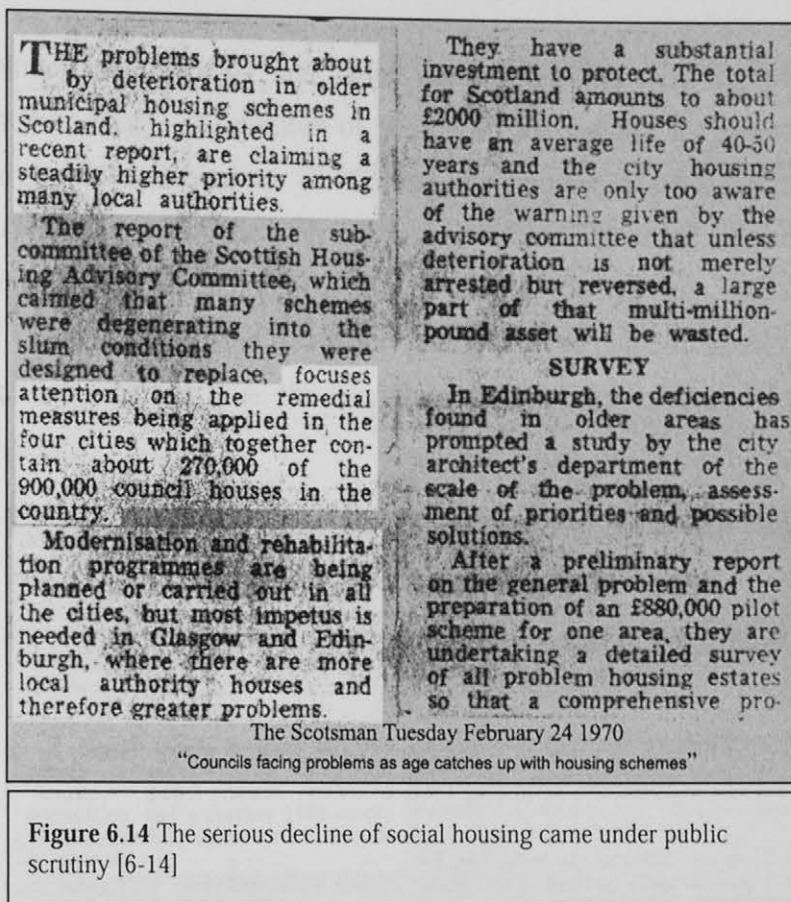 THE problems brought about
by deterioration in older
municipal housing schemes in
Scotland, highlighted in a
recent report, are claiming a
steadily higher priority among
many local authorities.
The report of the sub-
committee of the Scottish Hous-
ing Advisory Committee, which
caimed that many schemes
were degenerating into the
slum conditions they were
designed to replace, focuses
attention on the remedial
measures being applied in the
four cities which together con-
tain about 270,000 of the
900,000 council houses in the
country.
Modernisation and rehabilita-
tion programmes are being
planned or carried out in all
the cities, but most impetus is
needed in Glasgow and Edin-
burgh, where there are more
local authority houses and
therefore greater problems.
They have a substantial
investment to protect. The total
for Scotland amounts to about
£2000 million. Houses should
have an average life of 40-50
years and the city housing
authorities are only too aware
of the warning given by the
advisory committee that unless
deterioration is not merely
arrested but reversed, a large
part of that multi-million-
pound asset will be wasted.
SURVEY
In Edinburgh, the deficiencies
found in older areas has
prompted a study by the city
architect's department of the
scale of the problem, assess-
ment of priorities and possible
solutions.
After a preliminary report
on the general problem and the
preparation of an £880,000 pilot
scheme for one area, they are
undertaking a detailed survey
of all problem housing estates
so that a comprehensive pro-
The Scotsman Tuesday February 24 1970
"Councils facing problems as age catches up with housing schemes"
Figure 6.14 The serious decline of social housing came under public
scrutiny [6-14]